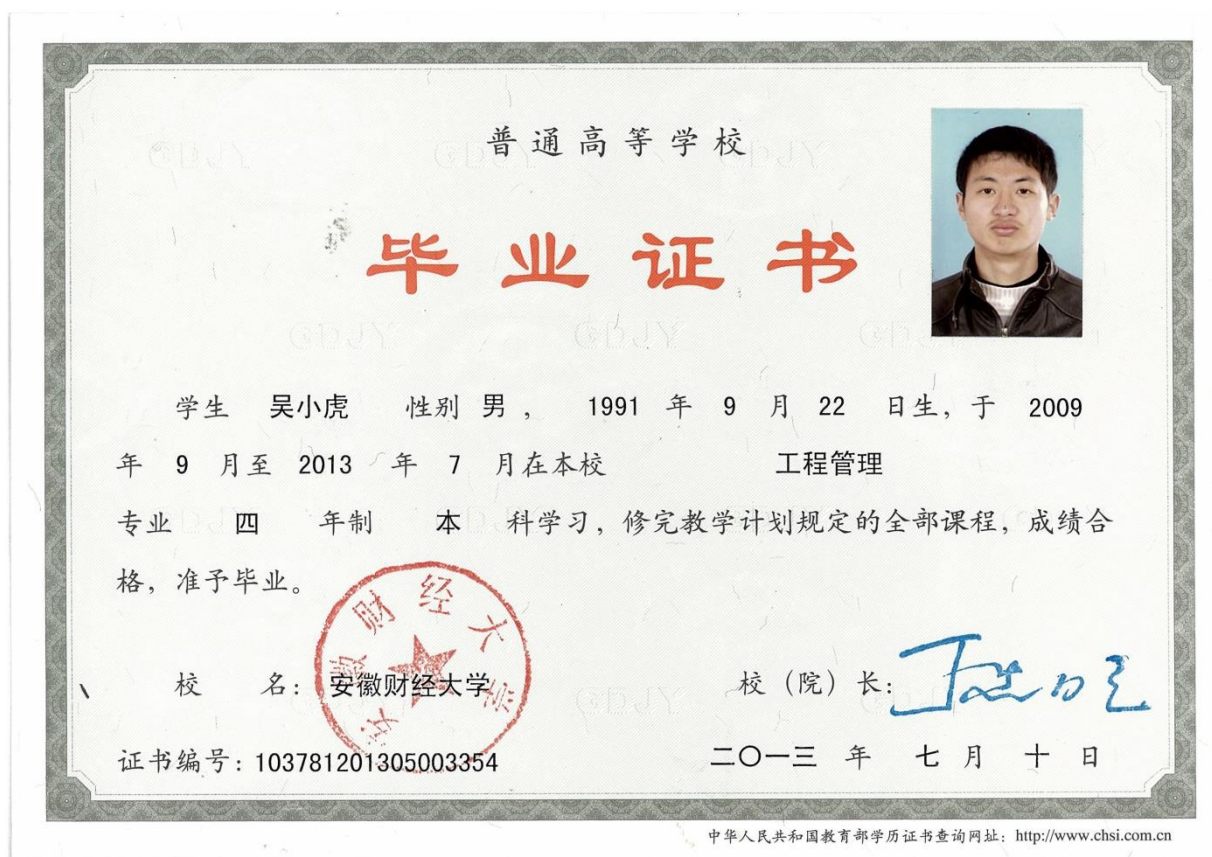 普通高等学校
毕业证书
学生 吴小虎 性别 男 ， 1991 年 9 月 22 日生，于 2009
年 9 月至 2013 年 7 月在本校 工程管理
专业 四 年制 本 科学习，修完教学计划规定的全部课程，成绩合
格，准予毕业。
安徽财经大学
校 名：安徽财经大学 校（院）长：
证书编号：103781201305003354 二〇一三 年 七 月 十 日
中华人民共和国教育部学历证书查询网址：http://www.chsi.com.cn